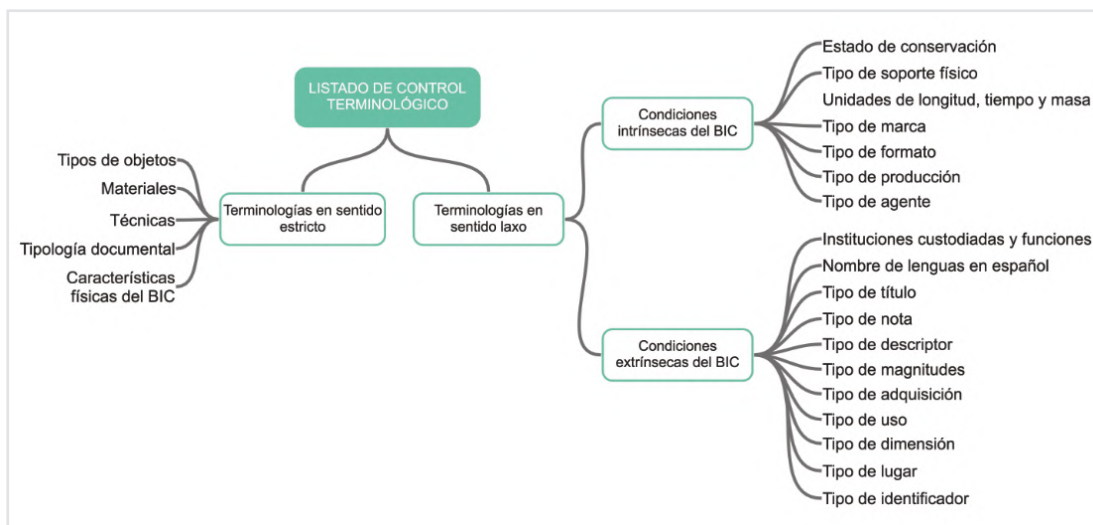 LISTADO DE CONTROL
TERMINOLÓGICO
Tipos de objetos
Materiales
Técnicas
Tipología documental
Características
físicas del BIC
Terminologías en sentido
estricto
Terminologías en
sentido laxo
Condiciones
intrínsecas del BIC
Estado de conservación
Tipo de soporte físico
Unidades de longitud, tiempo y masa
Tipo de marca
Tipo de formato
Tipo de producción
Tipo de agente
Condiciones
extrínsecas del BIC
Instituciones custodiadas y funciones
Nombre de lenguas en español
Tipo de título
Tipo de nota
Tipo de descriptor
Tipo de magnitudes
Tipo de adquisición
Tipo de uso
Tipo de dimensión
Tipo de lugar
Tipo de identificador